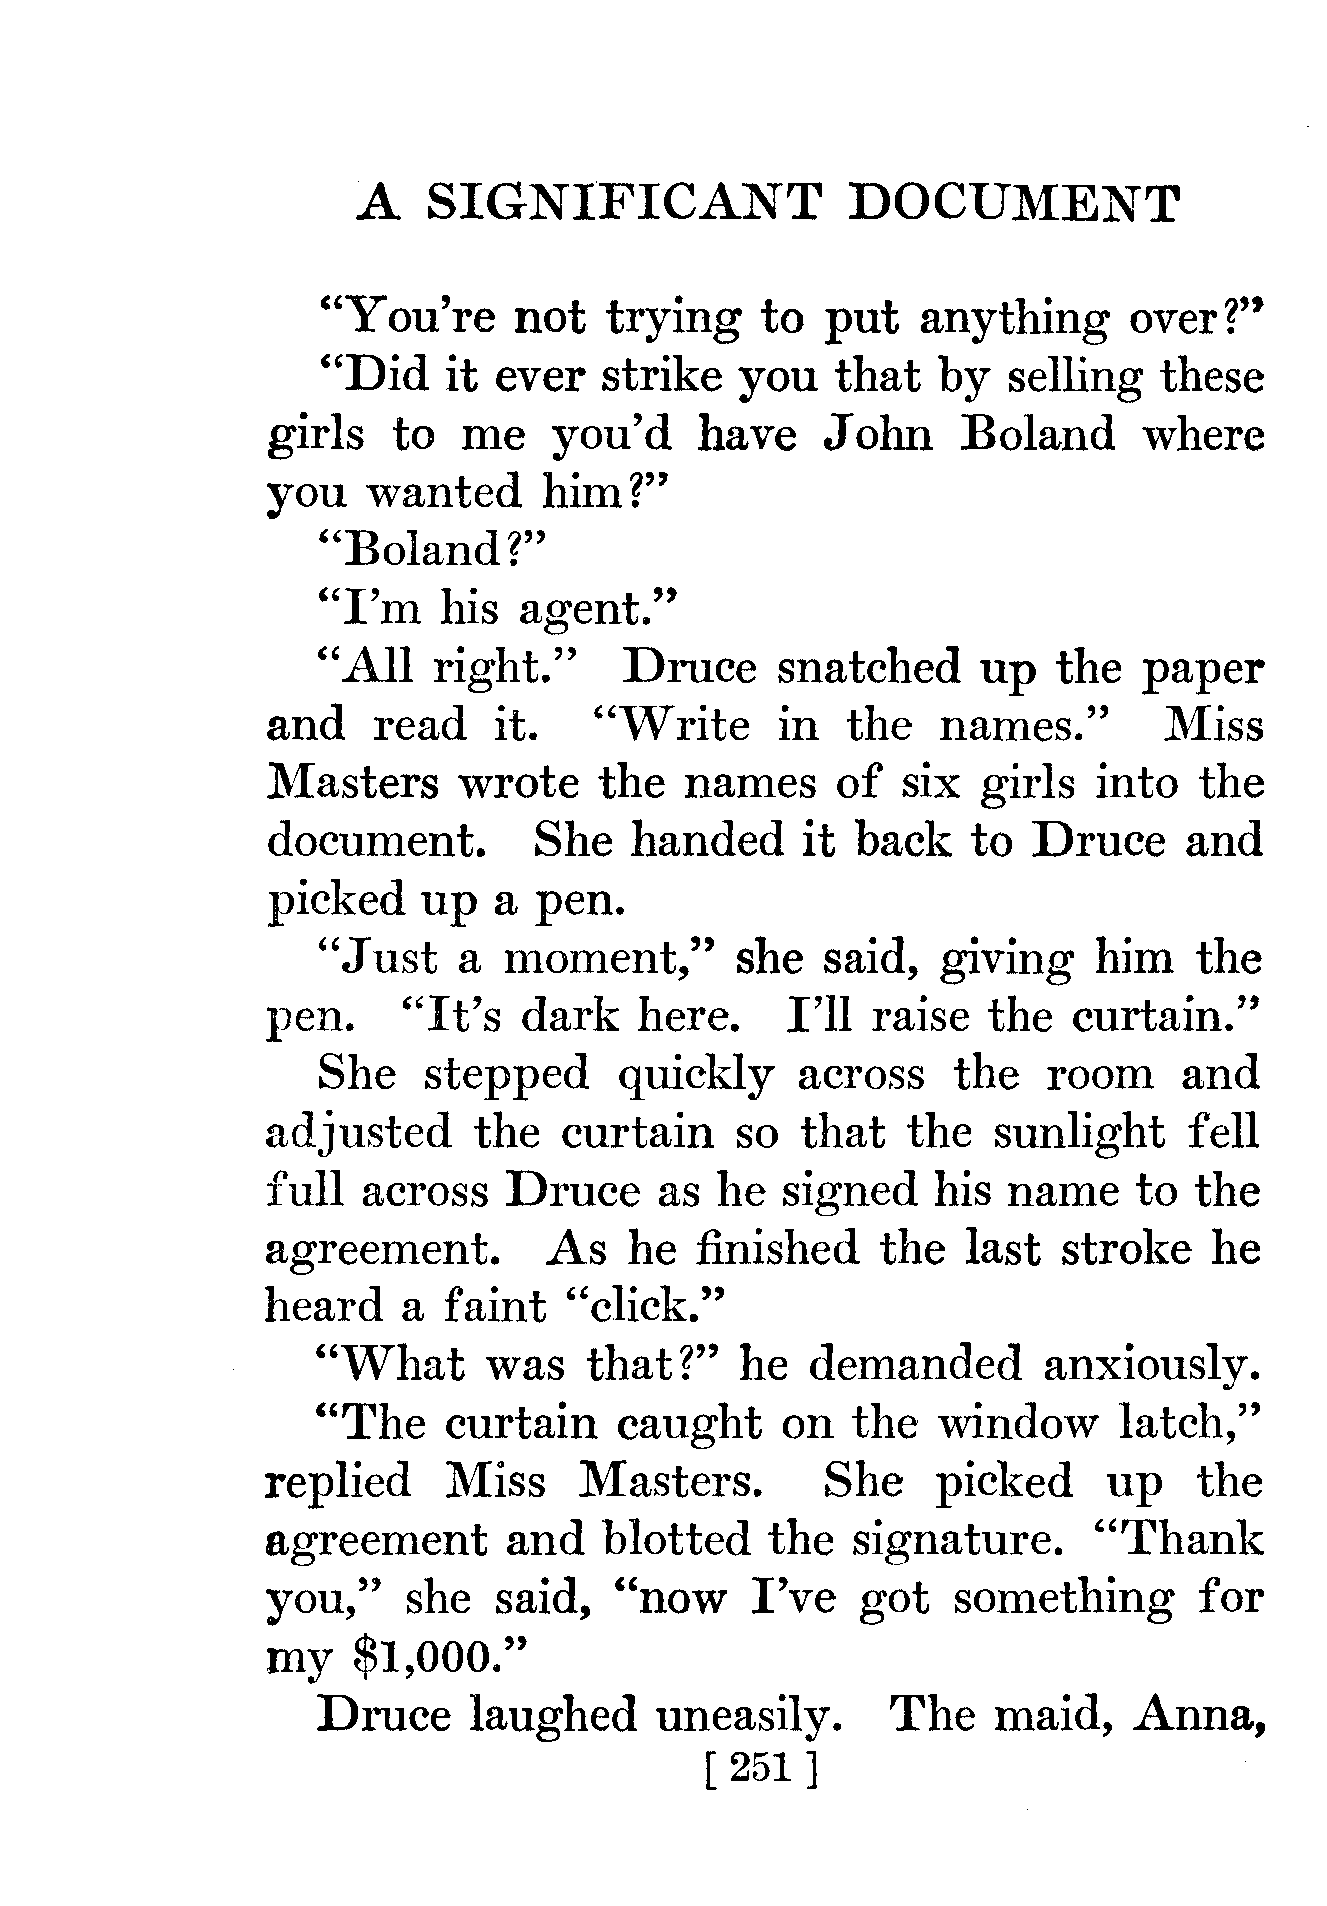 A SIGNIFICANT DOCUMENT
“You're not trying to put anything over?”
“Did it ever strike you that by selling these
girls to me you'd have John Boland where
you wanted him?”
“Boland?”
“I'm his agent.”
“All right.” Druce snatched up the paper
and read it. “Write in the names.” Miss
Masters wrote the names of six girls into the
document. She handed it back to Druce and
picked up a pen.
“Just a moment,” she said, giving him the
pen. “It's dark here. I'll raise the curtain.”
She stepped quickly across the room and
adjusted the curtain so that the sunlight fell
full across Druce as he signed his name to the
agreement. As he finished the last stroke he
heard a faint “click.”
“What was that?” he demanded anxiously.
“The curtain caught on the window latch,”
replied Miss Masters. She picked up the
agreement and blotted the signature. “Thank
you,” she said, “now I've got something for
my $1,000.”
Druce laughed uneasily. The maid, Anna,
[ 251 ]